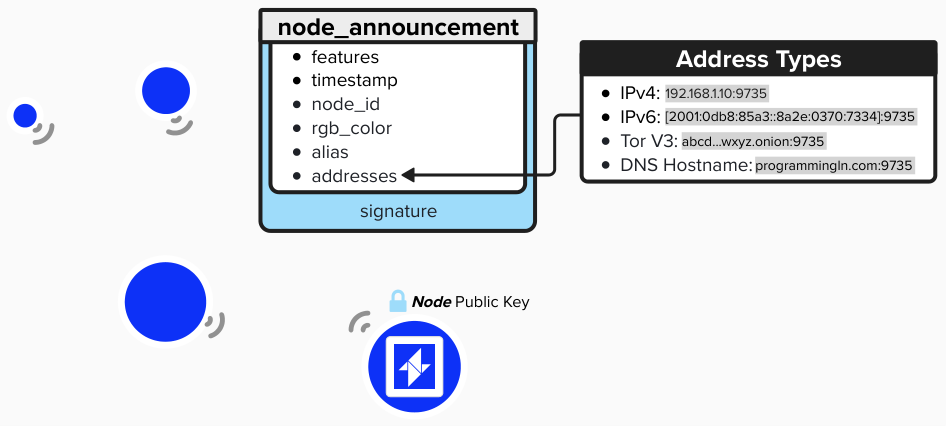 node_announcement
features
timestamp
node_id
rgb_color
alias
addresses
signature
Address Types
IPv4: 192.168.1.10:9735
IPv6: [2001:0db8:85a3::8a2e:0370:7334]:9735
Tor V3: abcd...wxyz.onion:9735
DNS Hostname: programmingln.com:9735
Node Public Key